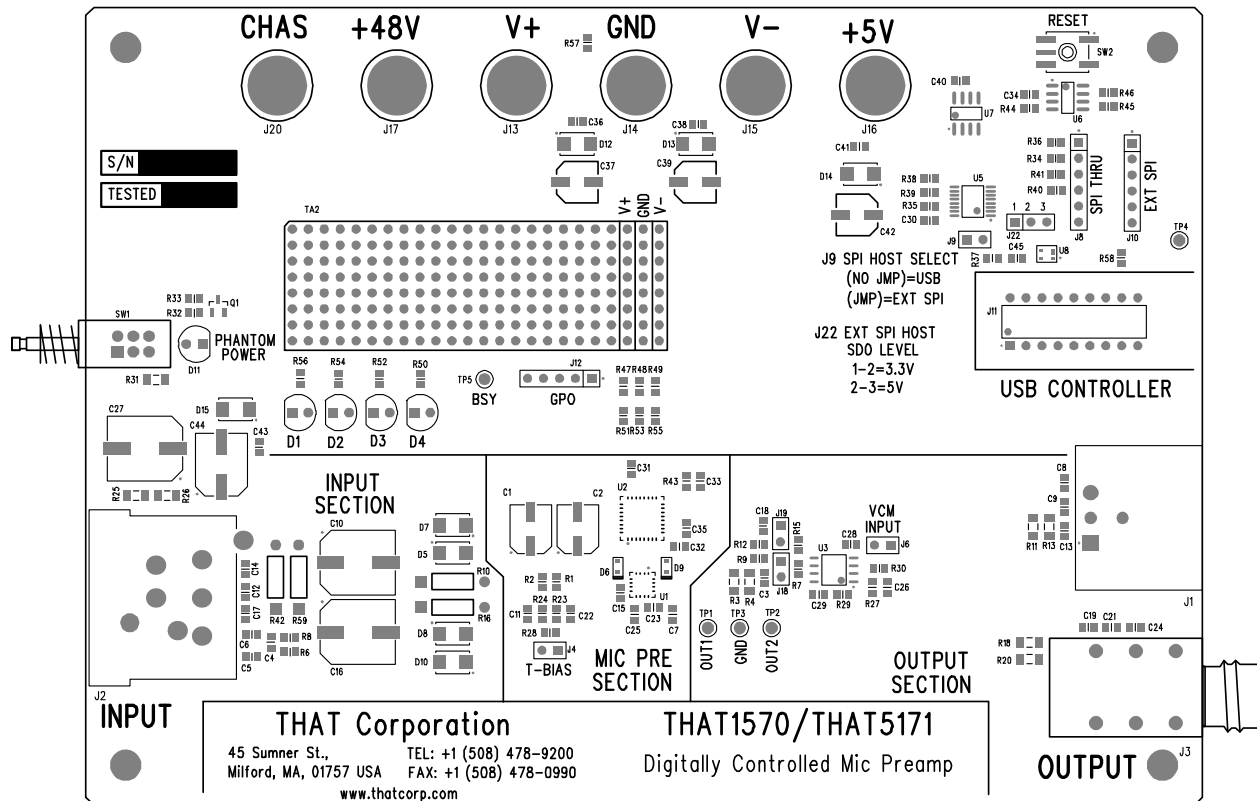 CHAS +48V V+ GND V- +5V RESET
R57 SW2
J20 J17 J13 J14 J15 J16
C40 U7 C34 R44 U6 R46 R45
C36 D12 C37 C38 D13 C39 C41 D14 C42
R36 R34 R41 R40 SPI THRU J8 EXT SPI J10 TP4
R38 R39 R35 C30 U5 1 2 3 J22
J9 R37 C45 U8 R58
S/N
TESTED
TA2 V+ GND V-
J9 SPI HOST SELECT
(NO JMP)=USB
(JMP)=EXT SPI
J22 EXT SPI HOST
SDO LEVEL
1-2=3.3V
2-3=5V
J11
USB CONTROLLER
R33 R32 Q1
SW1
D11
PHANTOM
POWER
R31
R56 R54 R52 R50
D1 D2 D3 D4
TP5
BSY
J12
GPO
R47 R48 R49
R51 R53 R55
C27 D15 C44 C43
R25 R26
INPUT
SECTION
C10 D7 D5 R10 R16 D8 D10 C16
C14 C12 C17 R42 R59 C6 C5 C4 R8 R6
C1 C2 U2 C31 R43 C33 C35 C32
D6 D9 U1 C15 C25 C23 C7
R2 R1 R24 R23 C11 C22 R28 J4
T-BIAS
MIC PRE
SECTION
C18 J19 R15 R12 R9 R3 R4 C3 J18 R7
U3 C28 C29 R29
VCM
INPUT
J6 R30 R27 C26
TP1 TP3 TP2
OUT1 GND OUT2
OUTPUT
SECTION
C8 C9 R11 R13 C13 J1
C19 C21 C24
R18 R20
J2
INPUT
J3
OUTPUT
THAT Corporation
45 Sumner St.,
Milford, MA, 01757 USA
TEL: +1 (508) 478-9200
FAX: +1 (508) 478-0990
www.thatcorp.com
THAT1570/THAT5171
Digitally Controlled Mic Preamp